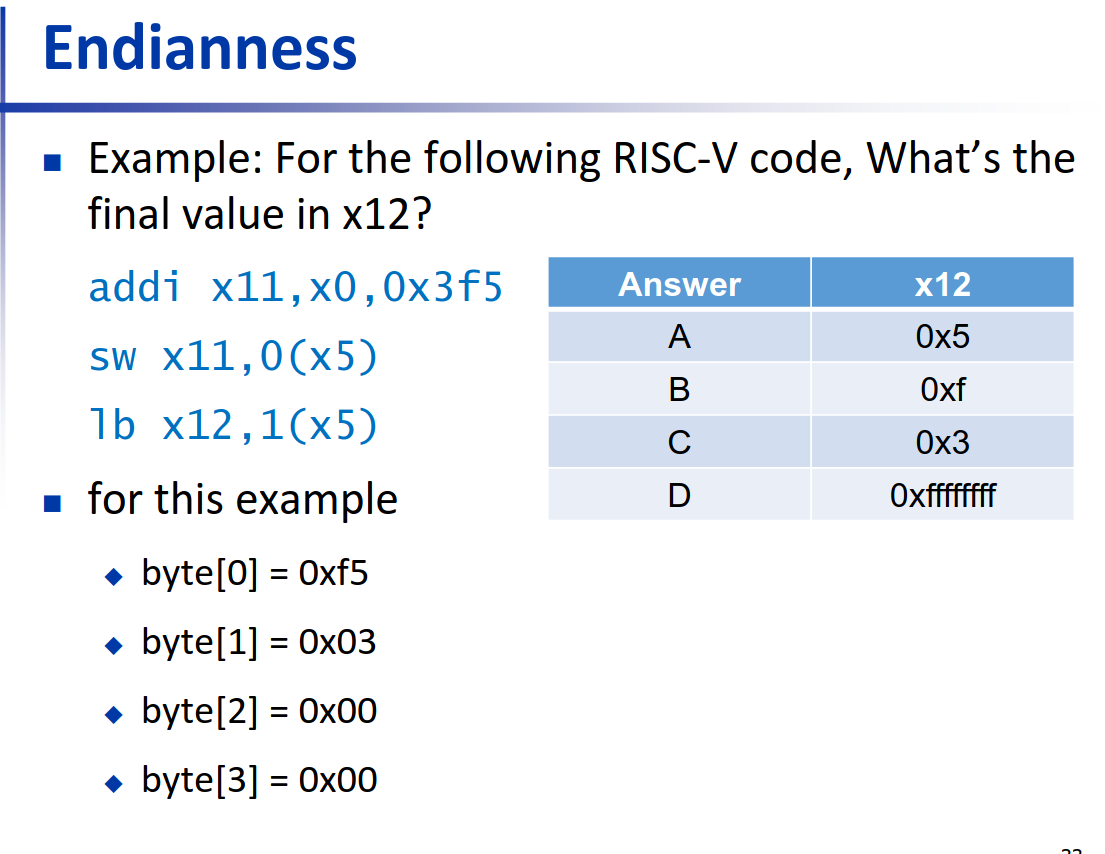 Endianness
Example: For the following RISC-V code, What’s the
final value in x12?
addi x11,x0,0x3f5
sw x11,0(x5)
lb x12,1(x5)
Answer x12
A 0x5
B 0xf
C 0x3
D 0xffffffff
for this example
byte[0] = 0xf5
byte[1] = 0x03
byte[2] = 0x00
byte[3] = 0x00